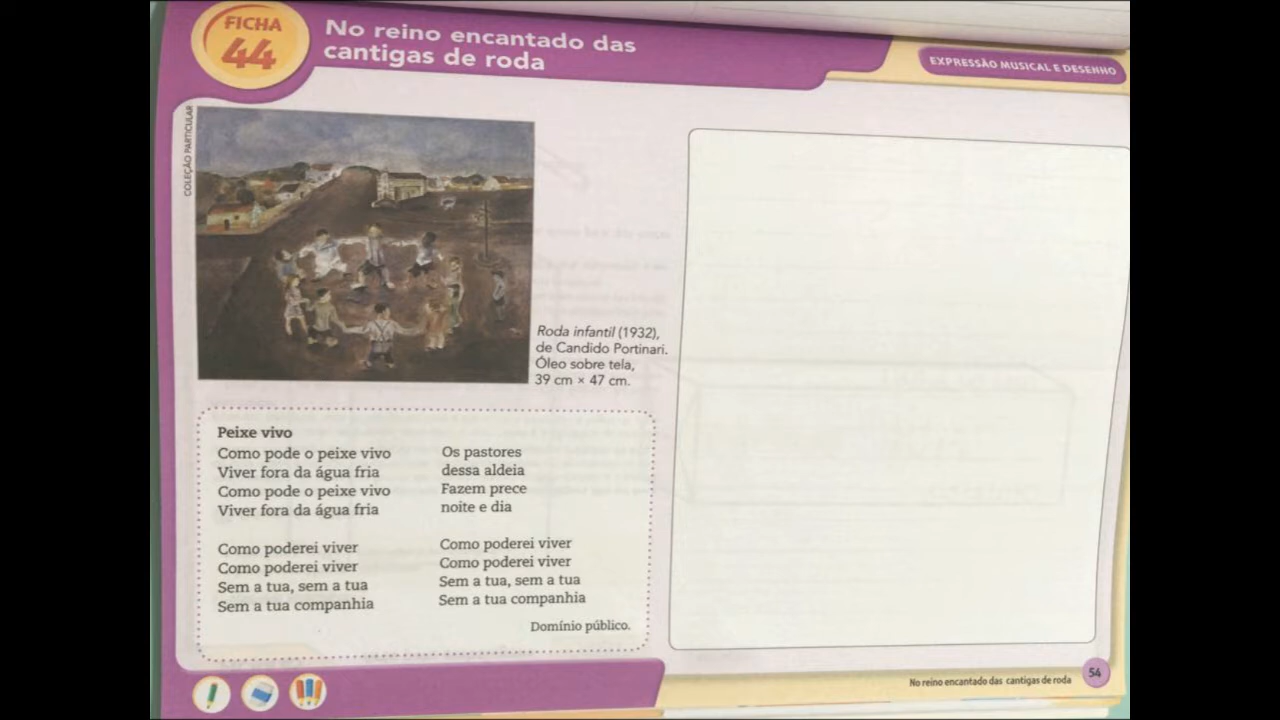 FICHA
44
No reino encantado das
cantigas de roda
EXPRESSÃO MUSICAL E DESENHO
COLEÇÃO PARTICULAR
Roda infantil (1932),
de Candido Portinari.
Óleo sobre tela,
39 cm × 47 cm.
Peixe vivo
Como pode o peixe vivo
Viver fora da água fria
Como pode o peixe vivo
Viver fora da água fria
Como poderei viver
Como poderei viver
Sem a tua, sem a tua
Sem a tua companhia
Os pastores
dessa aldeia
Fazem prece
noite e dia
Como poderei viver
Como poderei viver
Sem a tua, sem a tua
Sem a tua companhia
Domínio público.
No reino encantado das cantigas de roda
54